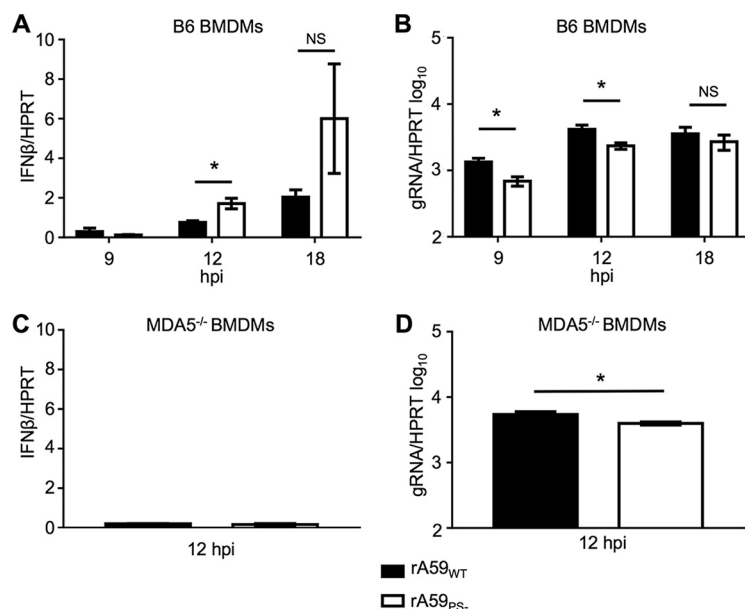 A
B6 BMDMs
IFNβ/HPRT
10
8
6
4
2
0
*
NS
9
12
18
hpi
B
B6 BMDMs
gRNA/HPRT log10
5
4
3
2
*
*
NS
9
12
18
hpi
C
MDA5-/- BMDMs
IFNβ/HPRT
10
8
6
4
2
0
12 hpi
D
MDA5-/- BMDMs
gRNA/HPRT log10
5
4
3
2
*
12 hpi
rA59WT
rA59PS-